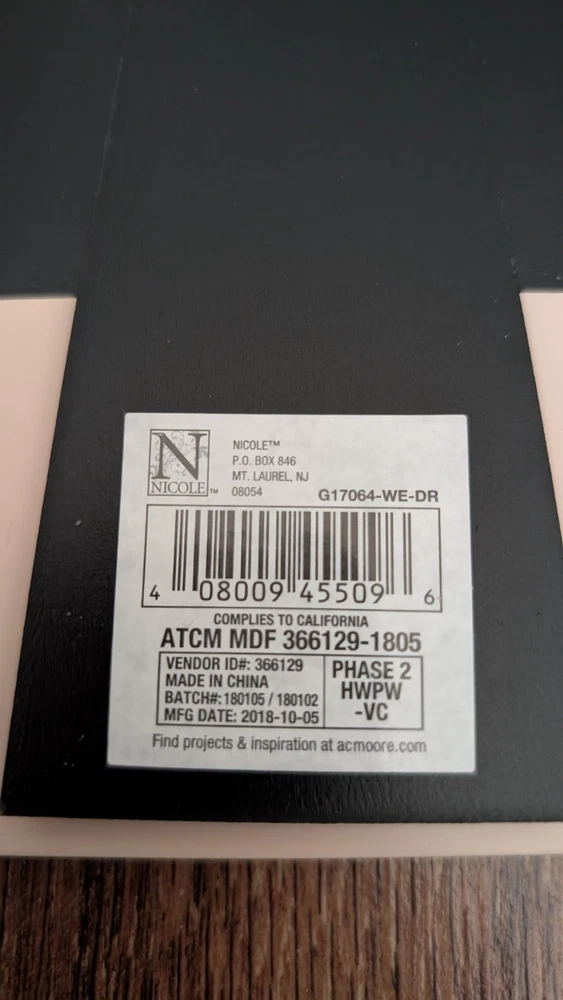 N
NICOLE™
NICOLE™
P.O. BOX 846
MT. LAUREL, NJ
08054
G17064-WE-DR
4 08009 45509 6
COMPLIES TO CALIFORNIA
ATCM MDF 366129-1805
VENDOR ID#: 366129
MADE IN CHINA
BATCH#: 180105 / 180102
MFG DATE: 2018-10-05
PHASE 2
HWPW
-VC
Find projects & inspiration at acmoore.com